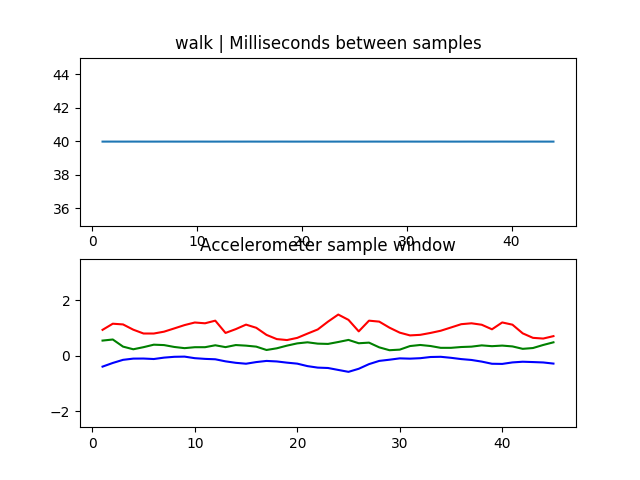 walk | Milliseconds between samples
44
42
40
38
36
0 10 20 30 40
Accelerometer sample window
2
0
−2
0 10 20 30 40